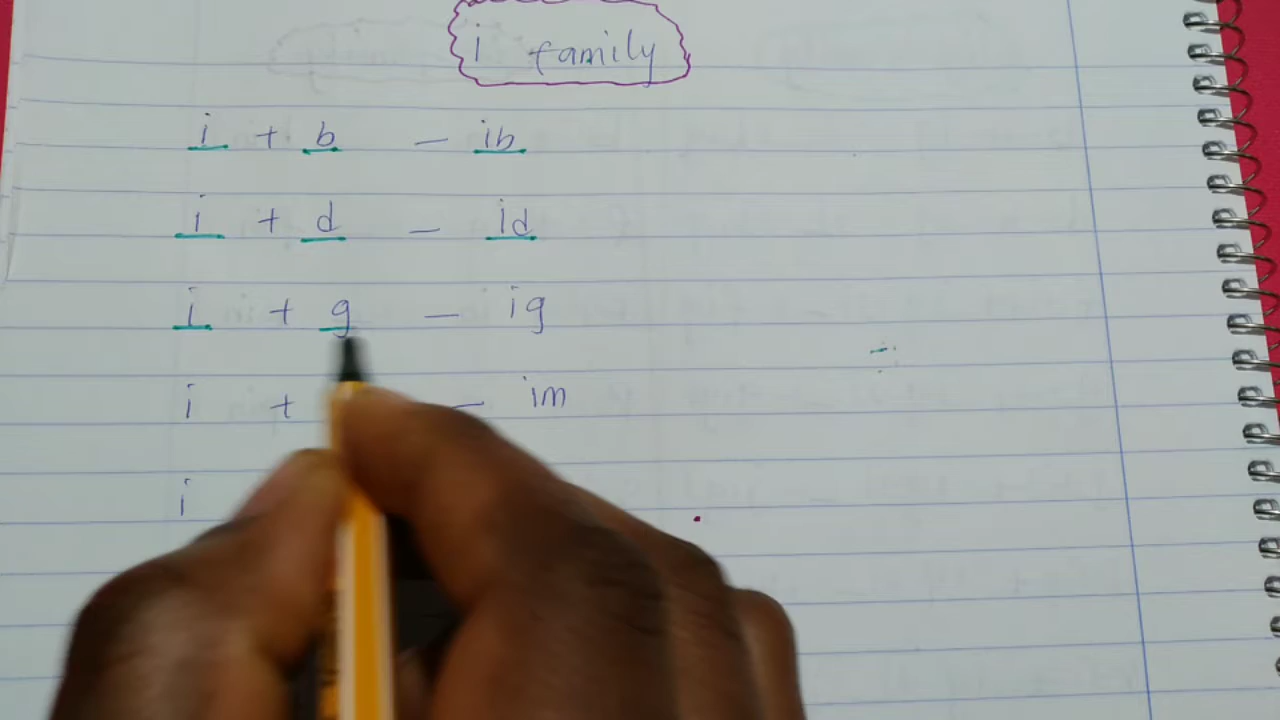 i family
i + b - ib
i + d - id
i + g - ig
i + - im
i